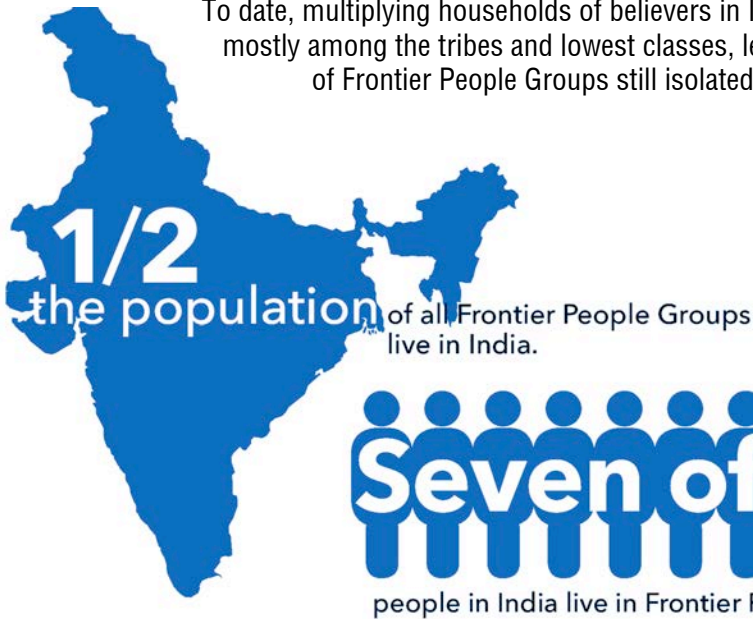 To date, multiplying households of believers in
mostly among the tribes and lowest classes,
of Frontier People Groups still isolated
1/2
the population of all Frontier People Groups
live in India.
Seven of
people in India live in Frontier